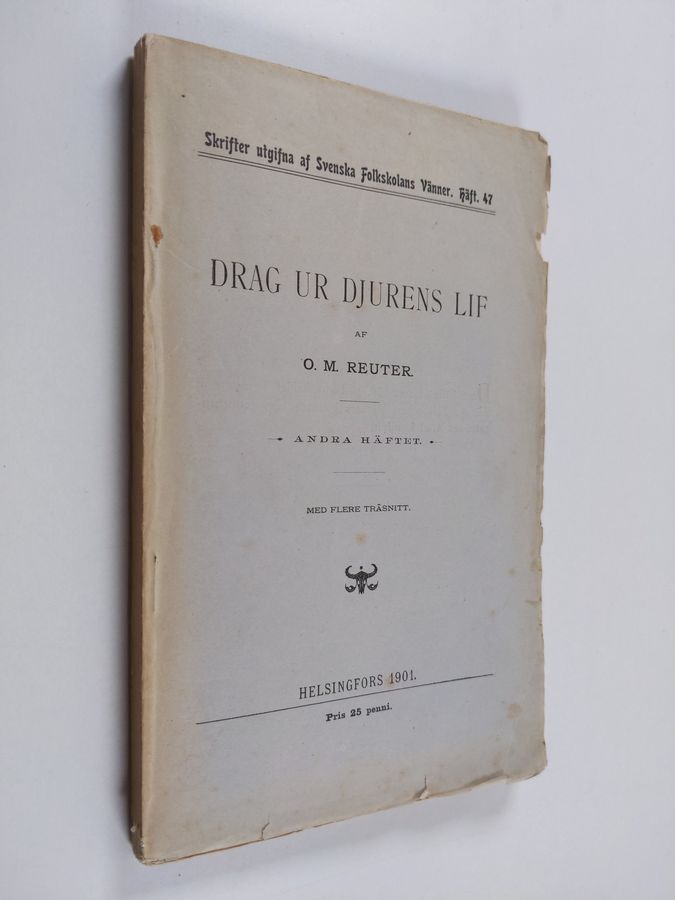 Skrifter utgifna af Svenska Folkskolans Vänner. Häft. 47
DRAG UR DJURENS LIF
AF
O. M. REUTER.
ANDRA HÄFTET.
MED FLERE TRÄSNITT.
HELSINGFORS 1901.
Pris 25 penni.